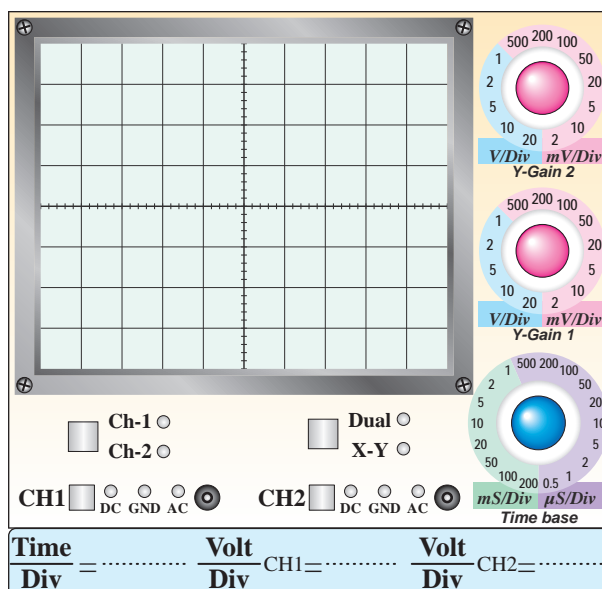 500 200 100
1 50
2 20
5 10
10 5
20 2
V/Div mV/Div
Y-Gain 2
500 200 100
1 50
2 20
5 5
10 10
20 2
V/Div mV/Div
Y-Gain 1
1 500 200 100
2 50
5 20
10 10
20 5
50 2
100 200 0.5 1
mS/Div µS/Div
Time base
Ch-1
Ch-2
Dual
X-Y
CH1 DC GND AC
CH2 DC GND AC
Time
Div = ............
Volt
Div CH1=............
Volt
Div CH2=............